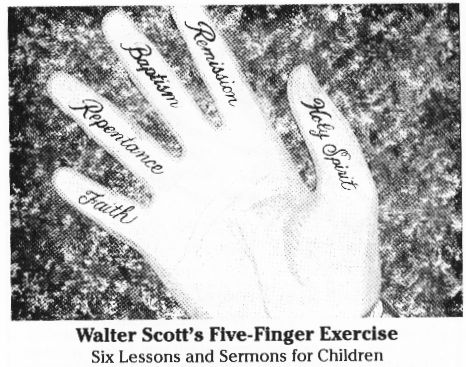 Remission
Baptism
Repentance
Faith
Holy Spirit
Walter Scott's Five-Finger Exercise
Six Lessons and Sermons for Children